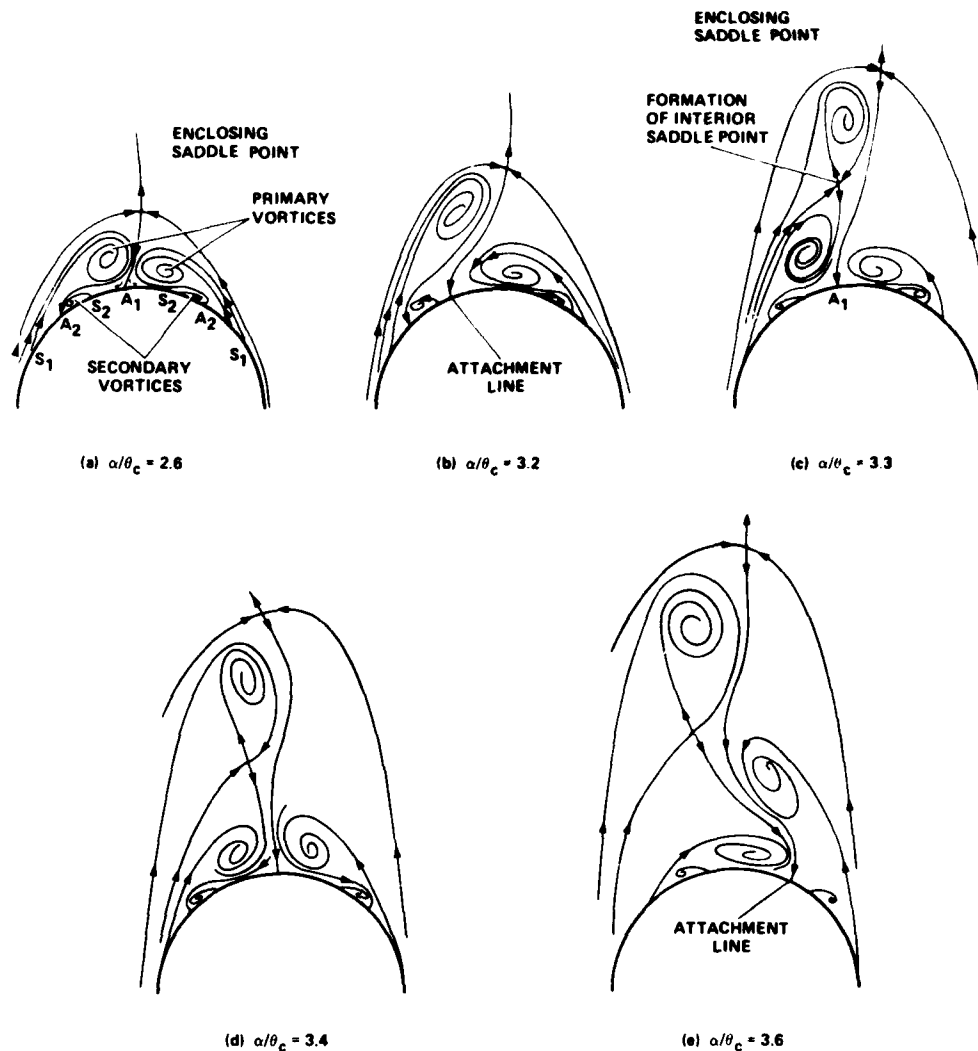 ENCLOSING
SADDLE POINT
PRIMARY
VORTICES
S₂ A₁ S₂
A₂ A₂
S₁ S₁
SECONDARY
VORTICES
(a) α/θc = 2.6
ATTACHMENT
LINE
(b) α/θc = 3.2
ENCLOSING
SADDLE POINT
FORMATION
OF INTERIOR
SADDLE POINT
A₁
(c) α/θc = 3.3
(d) α/θc = 3.4
ATTACHMENT
LINE
(e) α/θc = 3.6